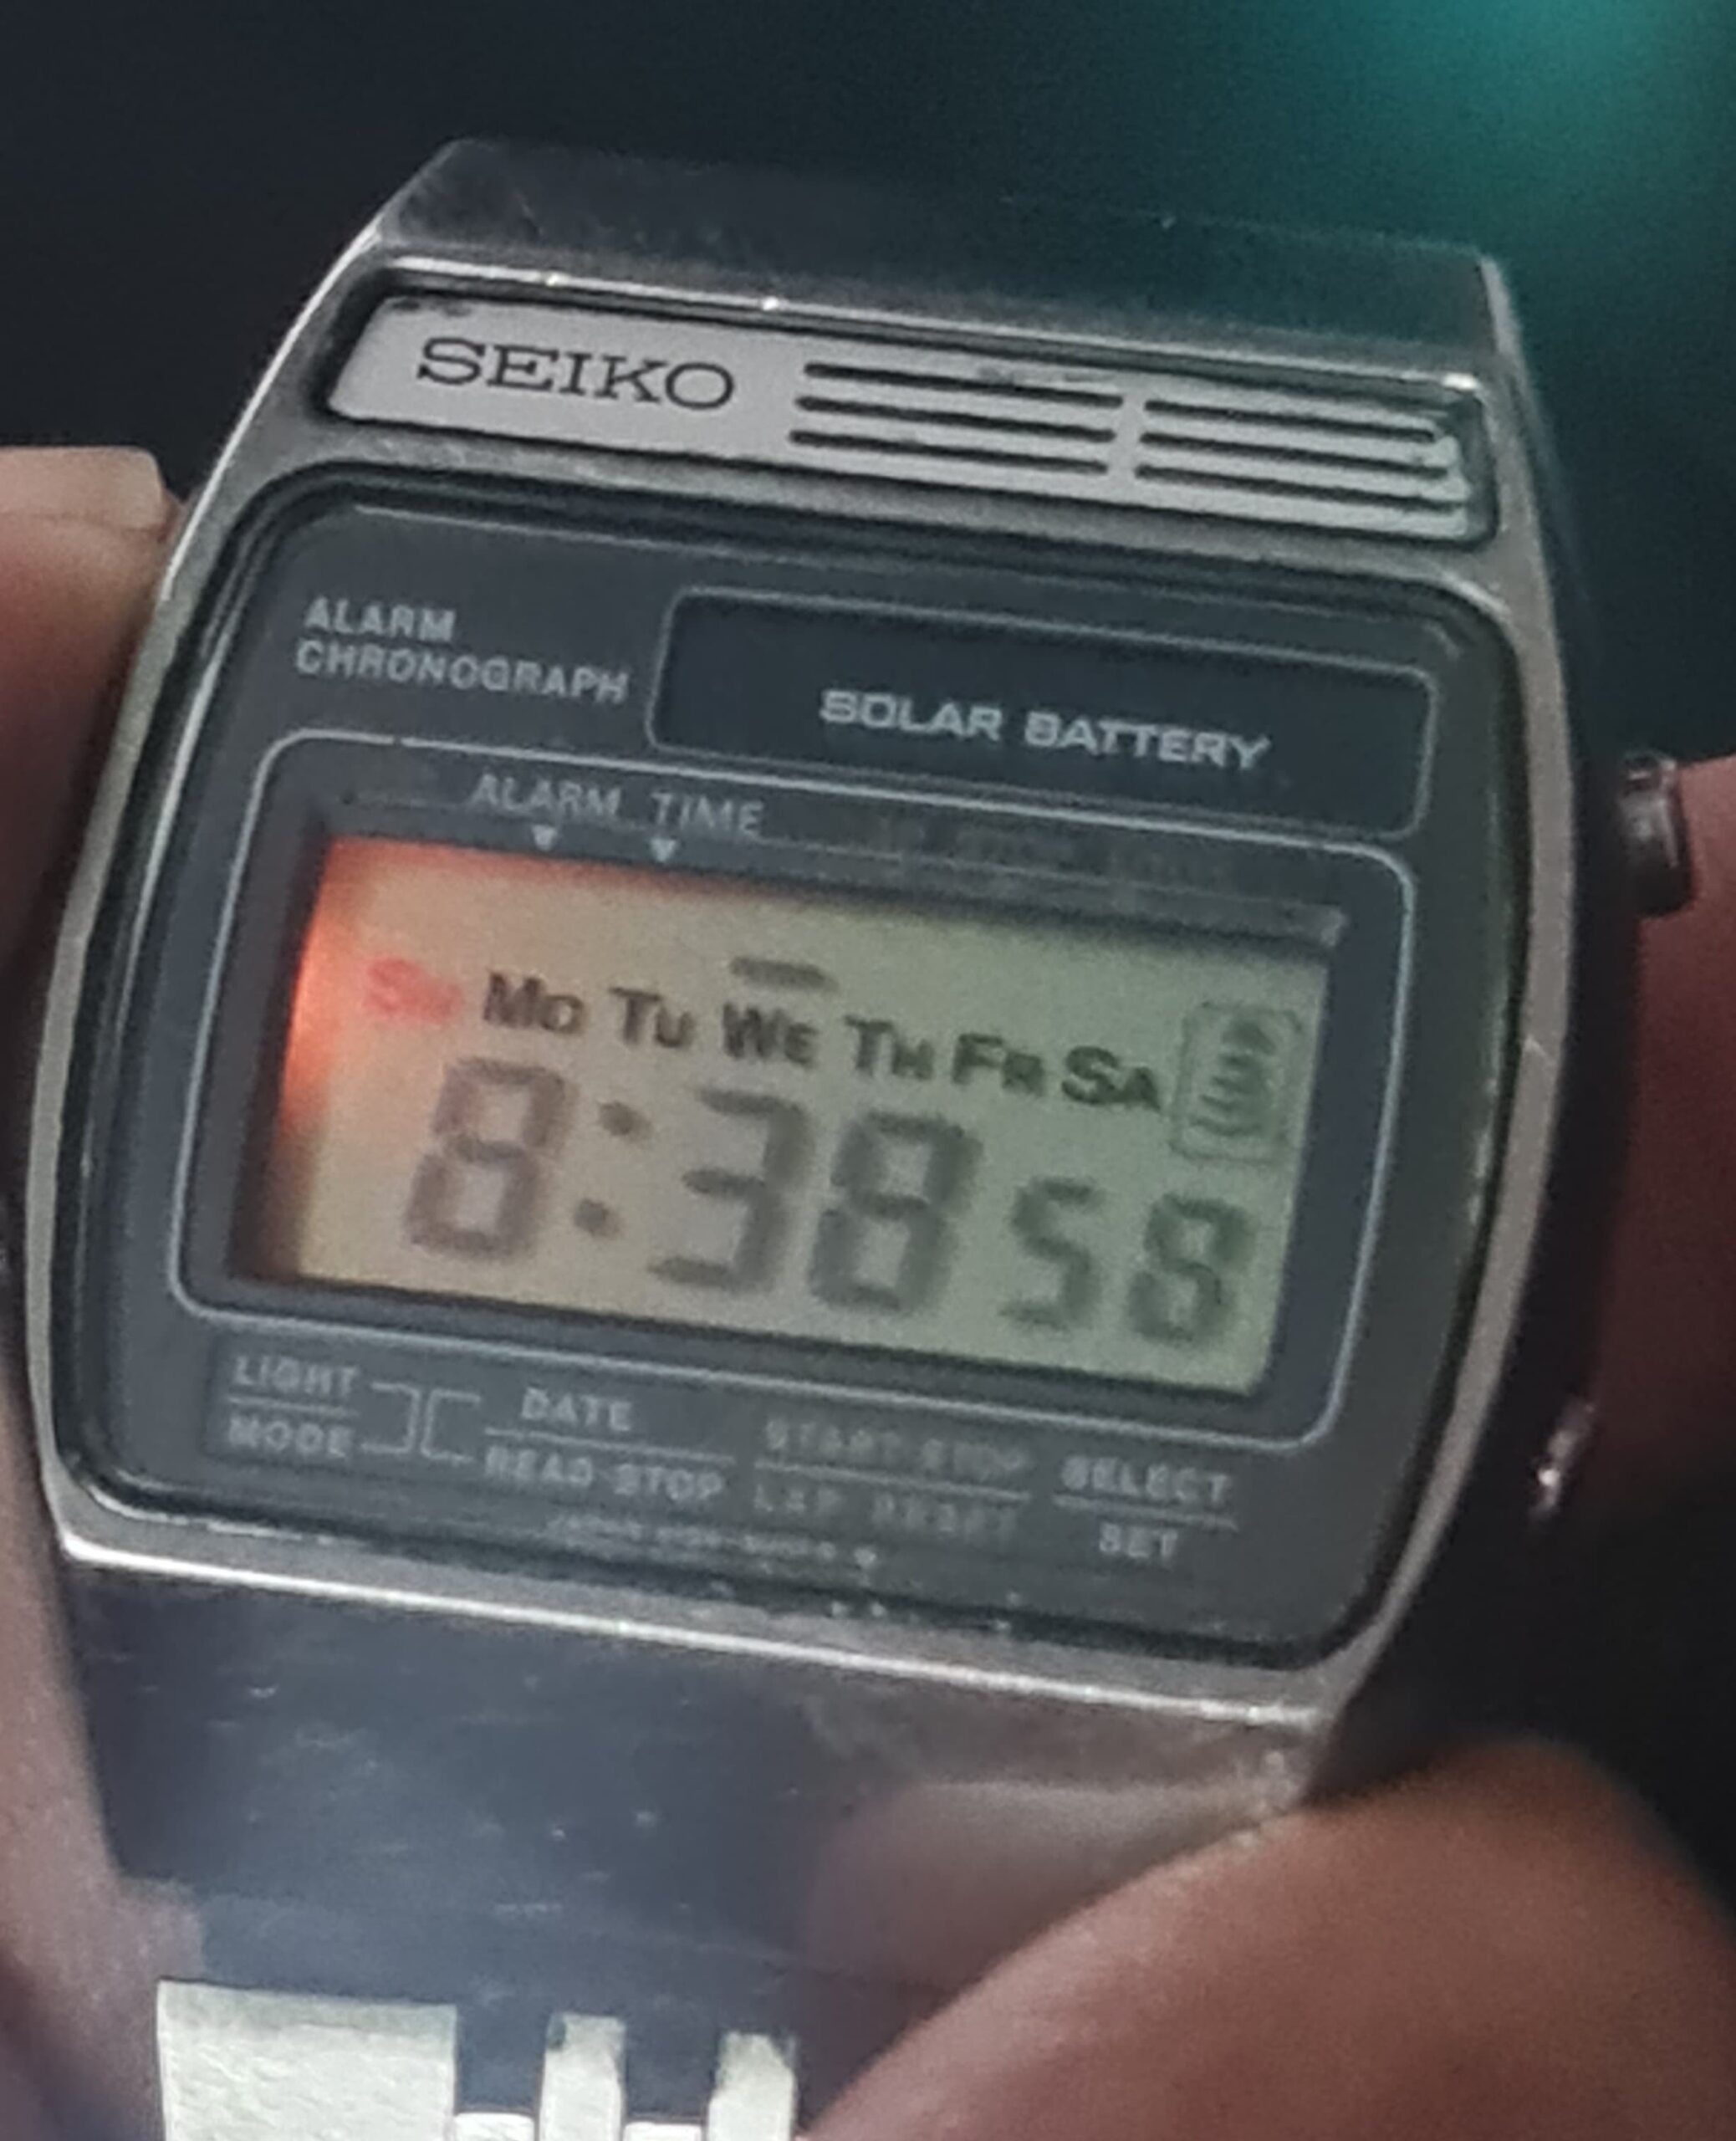 SEIKO
ALARM
CHRONOGRAPH
SOLAR BATTERY
ALARM TIME
Su Mo Tu We Th Fr Sa
8:38 58
LIGHT
MODE
DATE
READ·STOP
START·STOP
LAP·RESET
SELECT
SET